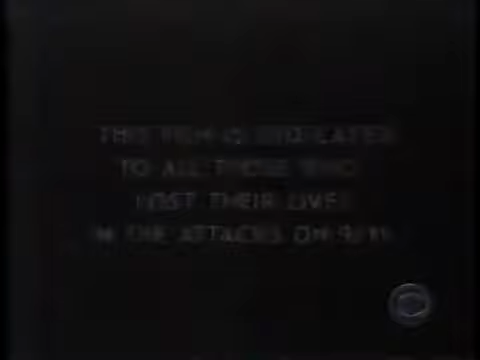 THIS FILM IS DEDICATED
TO ALL THOSE WHO
LOST THEIR LIVES
IN THE ATTACKS ON 9/11